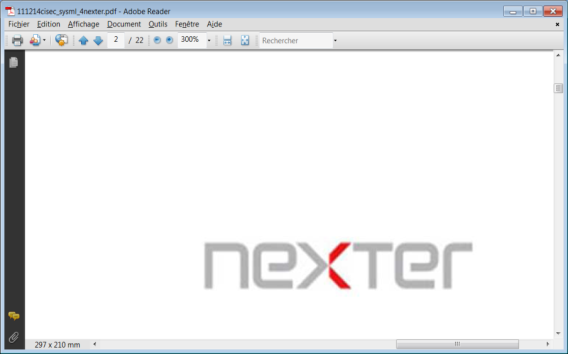 111214cisec_sysml_4nexter.pdf - Adobe Reader
Fichier Edition Affichage Document Outils Fenêtre Aide
2 / 22 300% Rechercher
nexter
297 x 210 mm